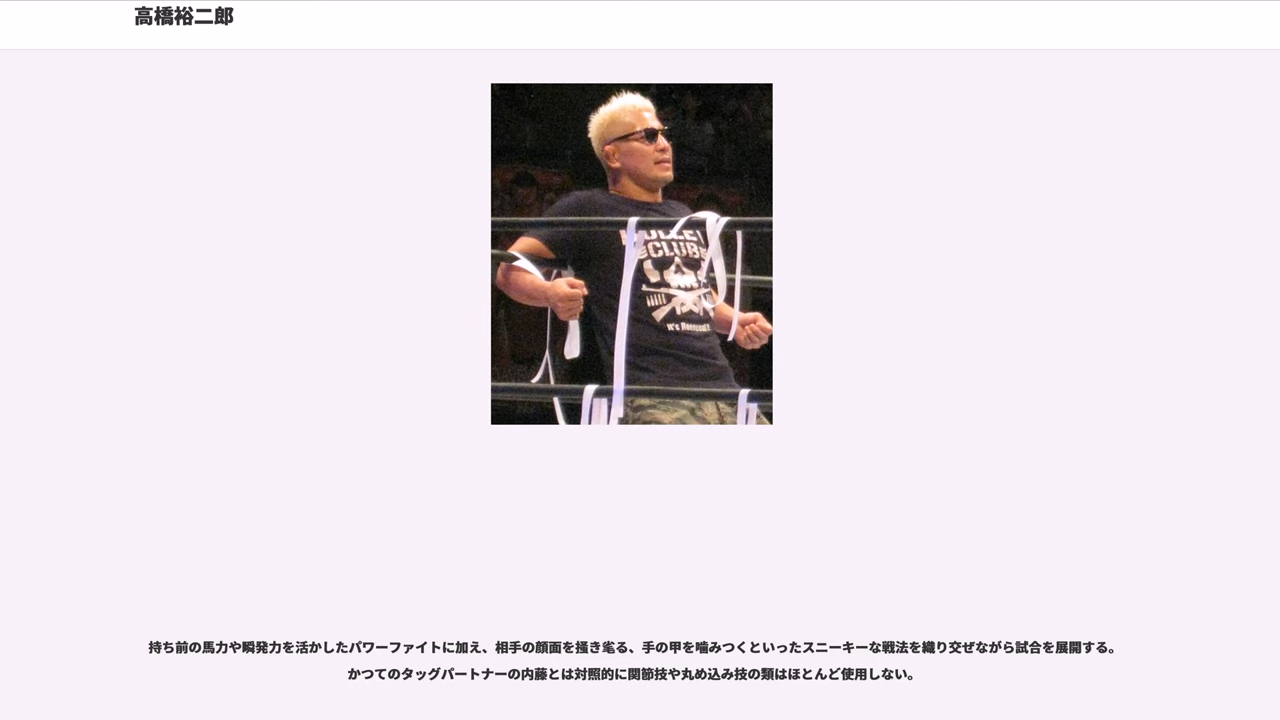 高橋裕二郎
CLUB
It's
持ち前の馬力や瞬発力を活かしたパワーファイトに加え、相手の顔面を掻き毟る、手の甲を噛みつくといったスニーキーな戦法を織り交ぜながら試合を展開する。
かつてのタッグパートナーの内藤とは対照的に関節技や丸め込み技の類はほとんど使用しない。